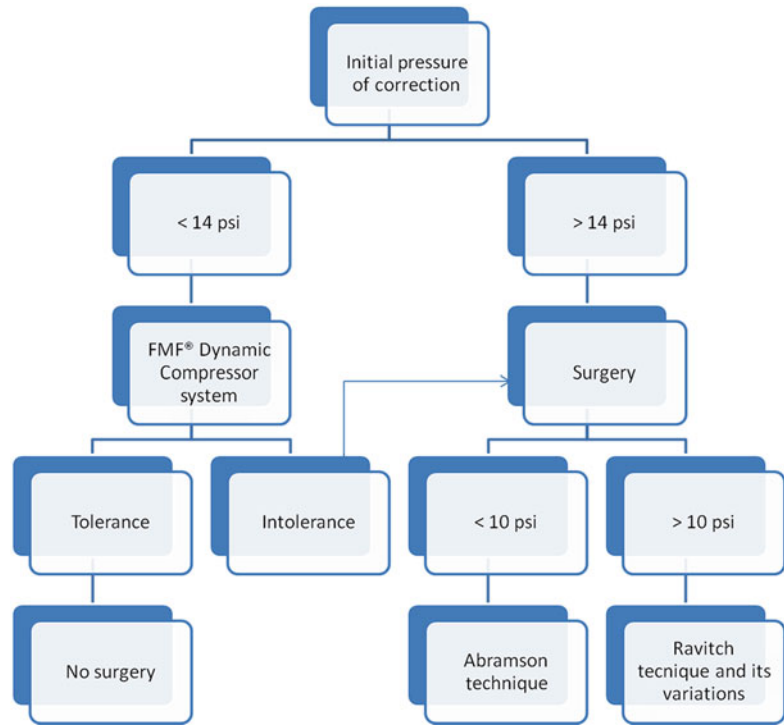 Initial pressure
of correction
< 14 psi
> 14 psi
FMF® Dynamic
Compressor
system
Surgery
Tolerance
Intolerance
< 10 psi
> 10 psi
No surgery
Abramson
technique
Ravitch
tecnique and its
variations